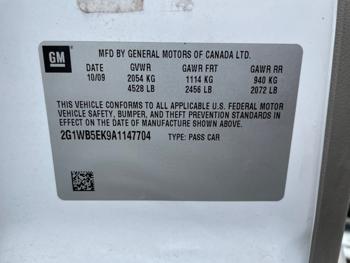 GM
MFD BY GENERAL MOTORS OF CANADA LTD.
DATE GVWR GAWR FRT GAWR RR
10/09 2054 KG 1114 KG 940 KG
4528 LB 2456 LB 2072 LB
THIS VEHICLE CONFORMS TO ALL APPLICABLE U.S. FEDERAL MOTOR
VEHICLE SAFETY, BUMPER, AND THEFT PREVENTION STANDARDS
IN EFFECT ON THE DATE OF MANUFACTURE SHOWN ABOVE.
2G1WB5EK9A1147704 TYPE: PASS CAR